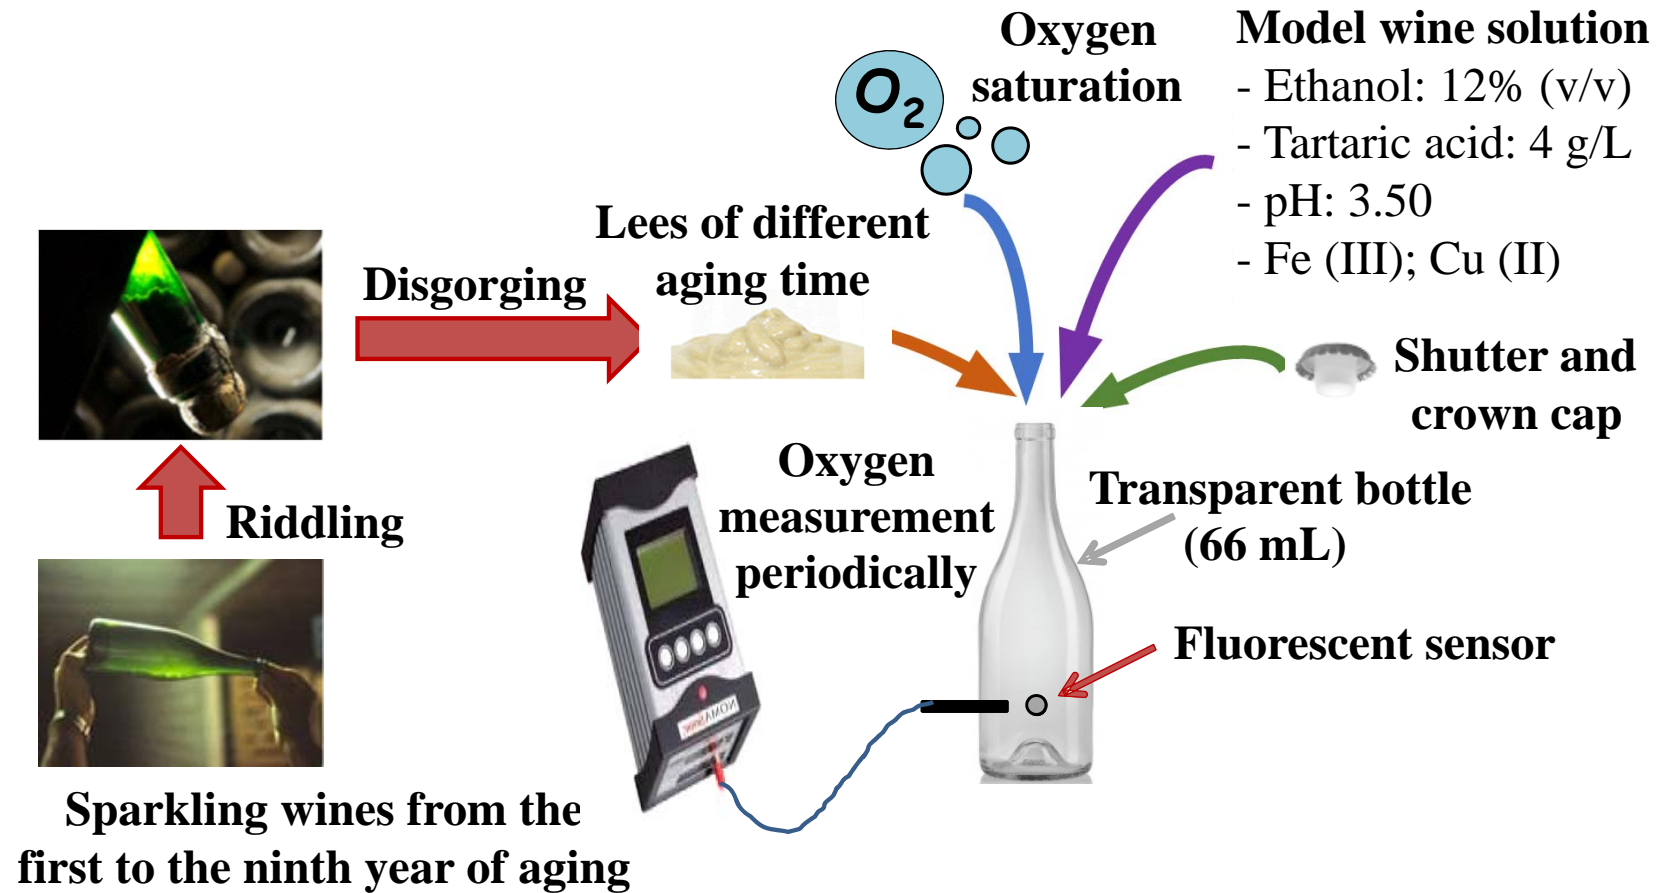 Oxygen
saturation
O2
Model wine solution
- Ethanol: 12% (v/v)
- Tartaric acid: 4 g/L
- pH: 3.50
- Fe (III); Cu (II)
Lees of different
aging time
Disgorging
Shutter and
crown cap
Riddling
Oxygen
measurement
periodically
Transparent bottle
(66 mL)
Fluorescent sensor
Sparkling wines from the
first to the ninth year of aging